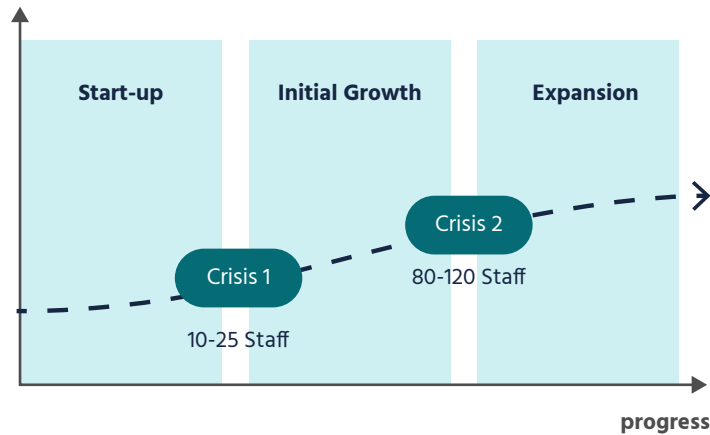 Start-up
Initial Growth
Expansion
Crisis 2
Crisis 1
80-120 Staff
10-25 Staff
progress